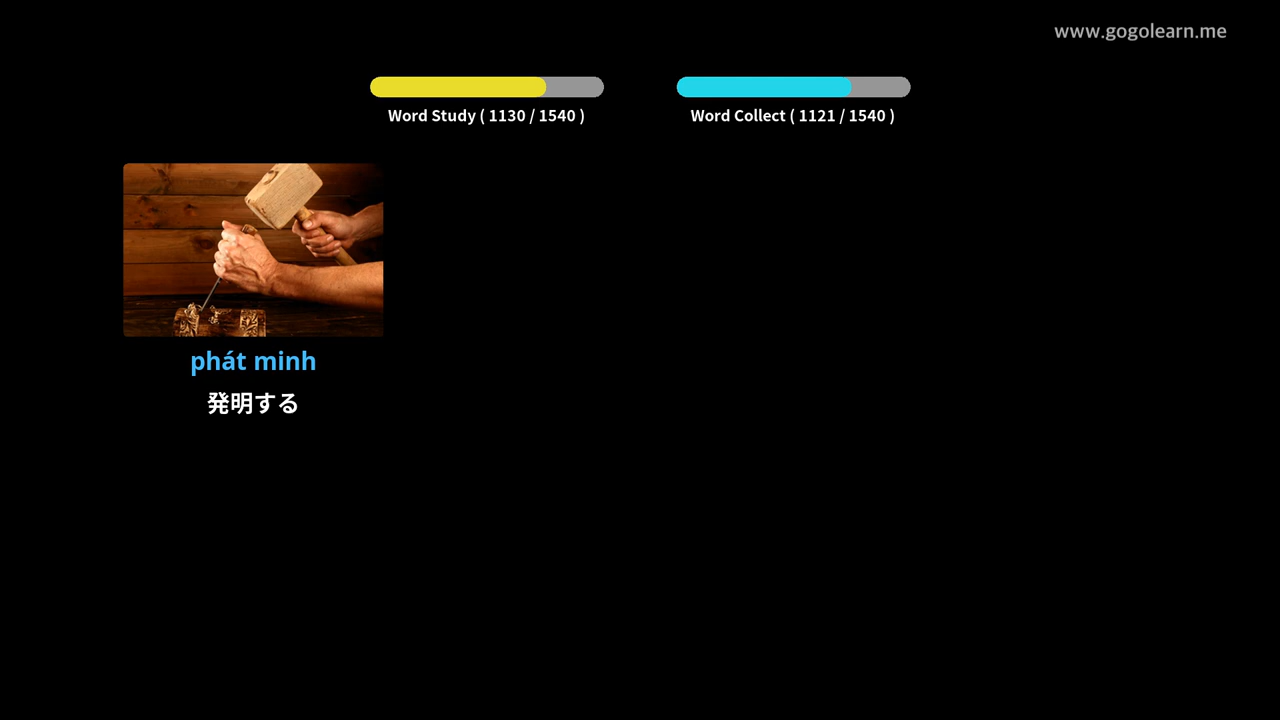 www.gogolearn.me
Word Study ( 1130 / 1540 )
Word Collect ( 1121 / 1540 )
phát minh
発明する